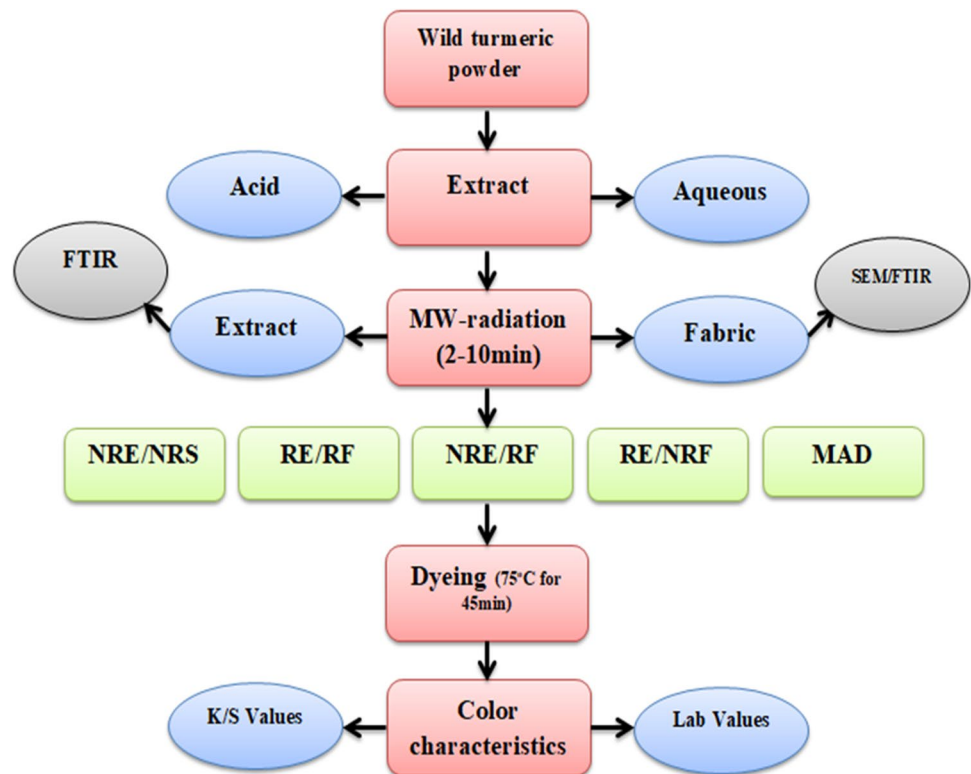 Wild turmeric
powder
Acid
Extract
Aqueous
FTIR
SEM/FTIR
Extract
MW-radiation
(2-10min)
Fabric
NRE/NRS
RE/RF
NRE/RF
RE/NRF
MAD
Dyeing (75°C for
45min)
K/S Values
Color
characteristics
Lab Values